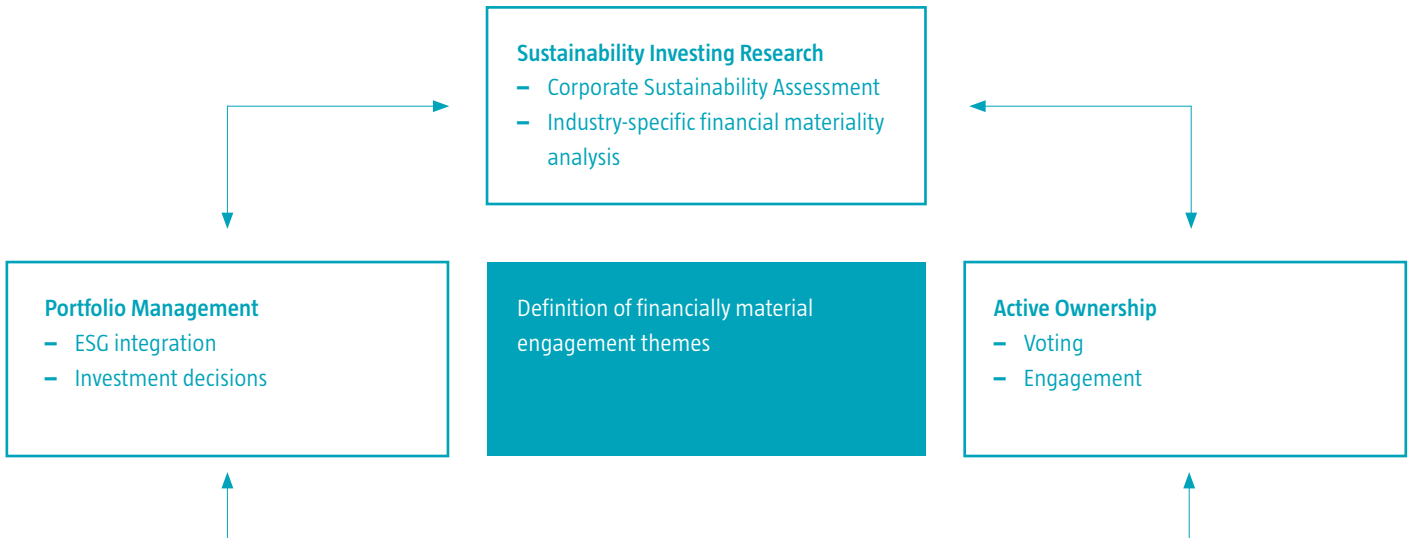 Sustainability Investing Research
– Corporate Sustainability Assessment
– Industry-specific financial materiality
analysis
Portfolio Management
– ESG integration
– Investment decisions
Definition of financially material
engagement themes
Active Ownership
– Voting
– Engagement